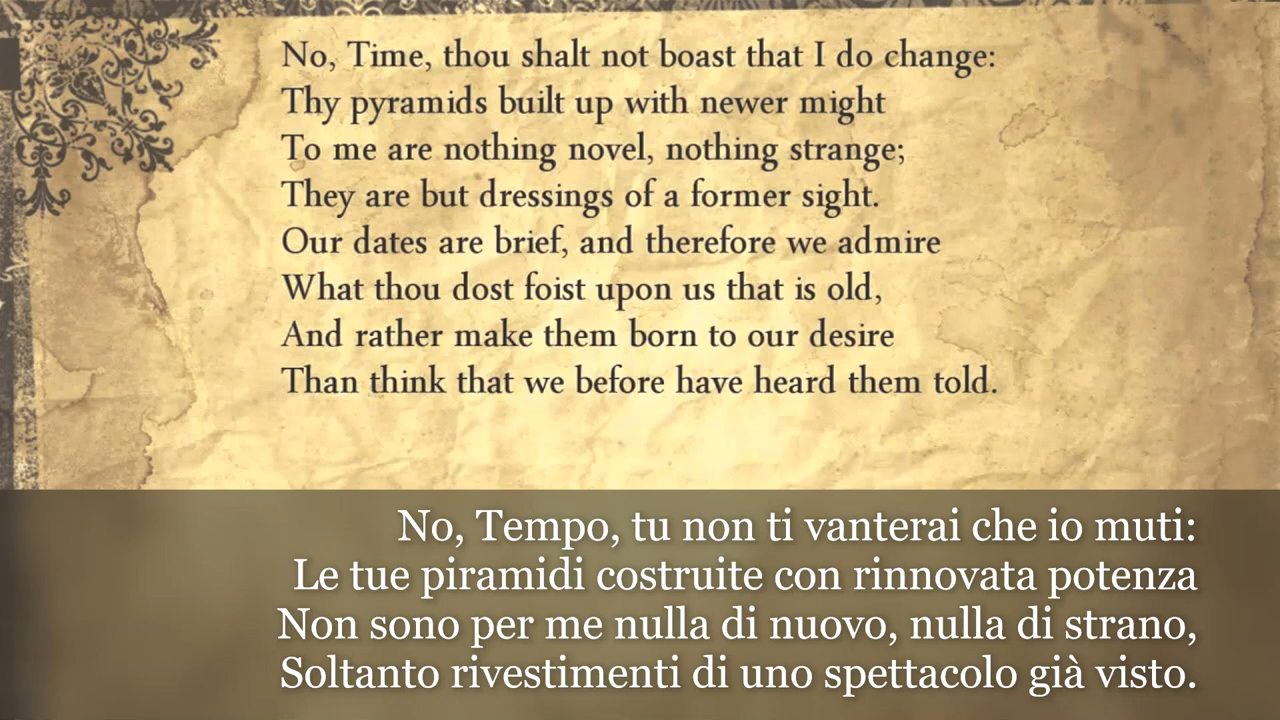 No, Time, thou shalt not boast that I do change:
Thy pyramids built up with newer might
To me are nothing novel, nothing strange;
They are but dressings of a former sight.
Our dates are brief, and therefore we admire
What thou dost foist upon us that is old,
And rather make them born to our desire
Than think that we before have heard them told.
No, Tempo, tu non ti vanterai che io muti:
Le tue piramidi costruite con rinnovata potenza
Non sono per me nulla di nuovo, nulla di strano,
Soltanto rivestimenti di uno spettacolo già visto.